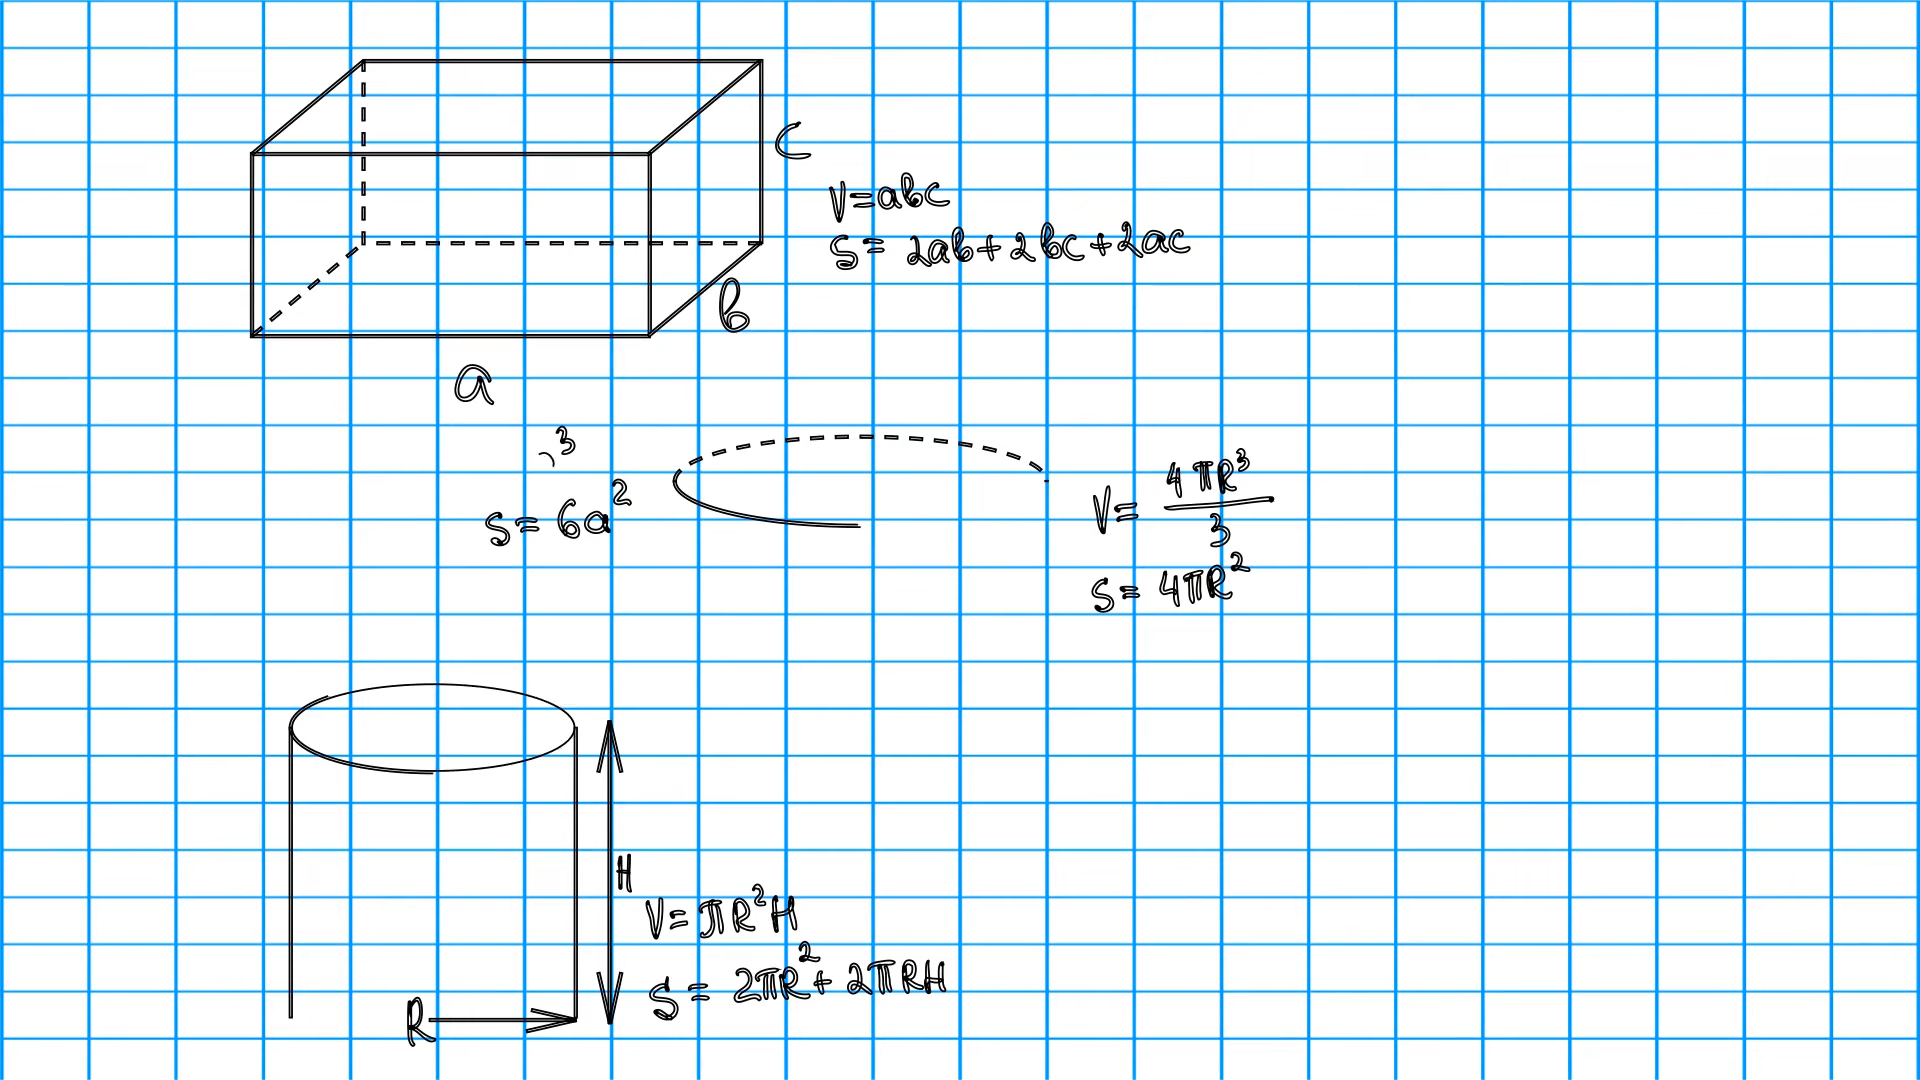 c
V=abc
S= 2ab+2bc+2ac
b
a
3
S= 6a²
V= 4πR³/3
S= 4πR²
H
V= πR²H
S= 2πR²+ 2πRH
R